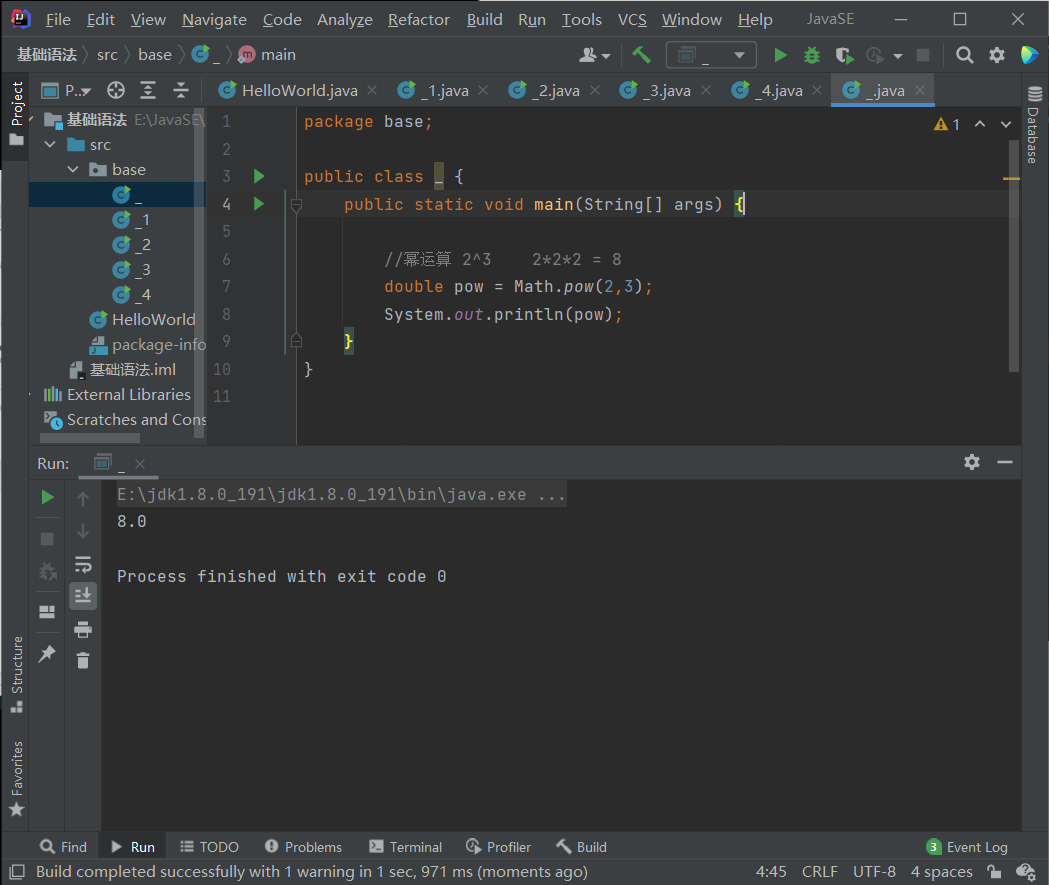 File Edit View Navigate Code Analyze Refactor Build Run Tools VCS Window Help JavaSE
基础语法 src base _ main _
Project
P... HelloWorld.java _1.java _2.java _3.java _4.java _.java
基础语法 E:\JavaSE\
src
base
_
_1
_2
_3
_4
HelloWorld
package-info
基础语法.iml
External Libraries
Scratches and Cons
1 package base;
2
3 public class _ {
4 public static void main(String[] args) {
5
6 //幂运算 2^3 2*2*2 = 8
7 double pow = Math.pow(2,3);
8 System.out.println(pow);
9 }
10 }
11
1
Database
Run: _
E:\jdk1.8.0_191\jdk1.8.0_191\bin\java.exe ...
8.0
Process finished with exit code 0
Structure
Favorites
Find Run TODO Problems Terminal Profiler Build 3 Event Log
Build completed successfully with 1 warning in 1 sec, 971 ms (moments ago) 4:45 CRLF UTF-8 4 spaces